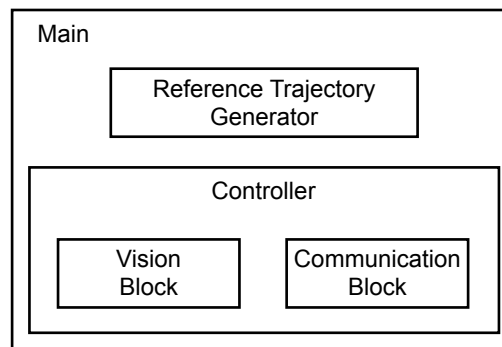 Main
Reference Trajectory
Generator
Controller
Vision
Block
Communication
Block